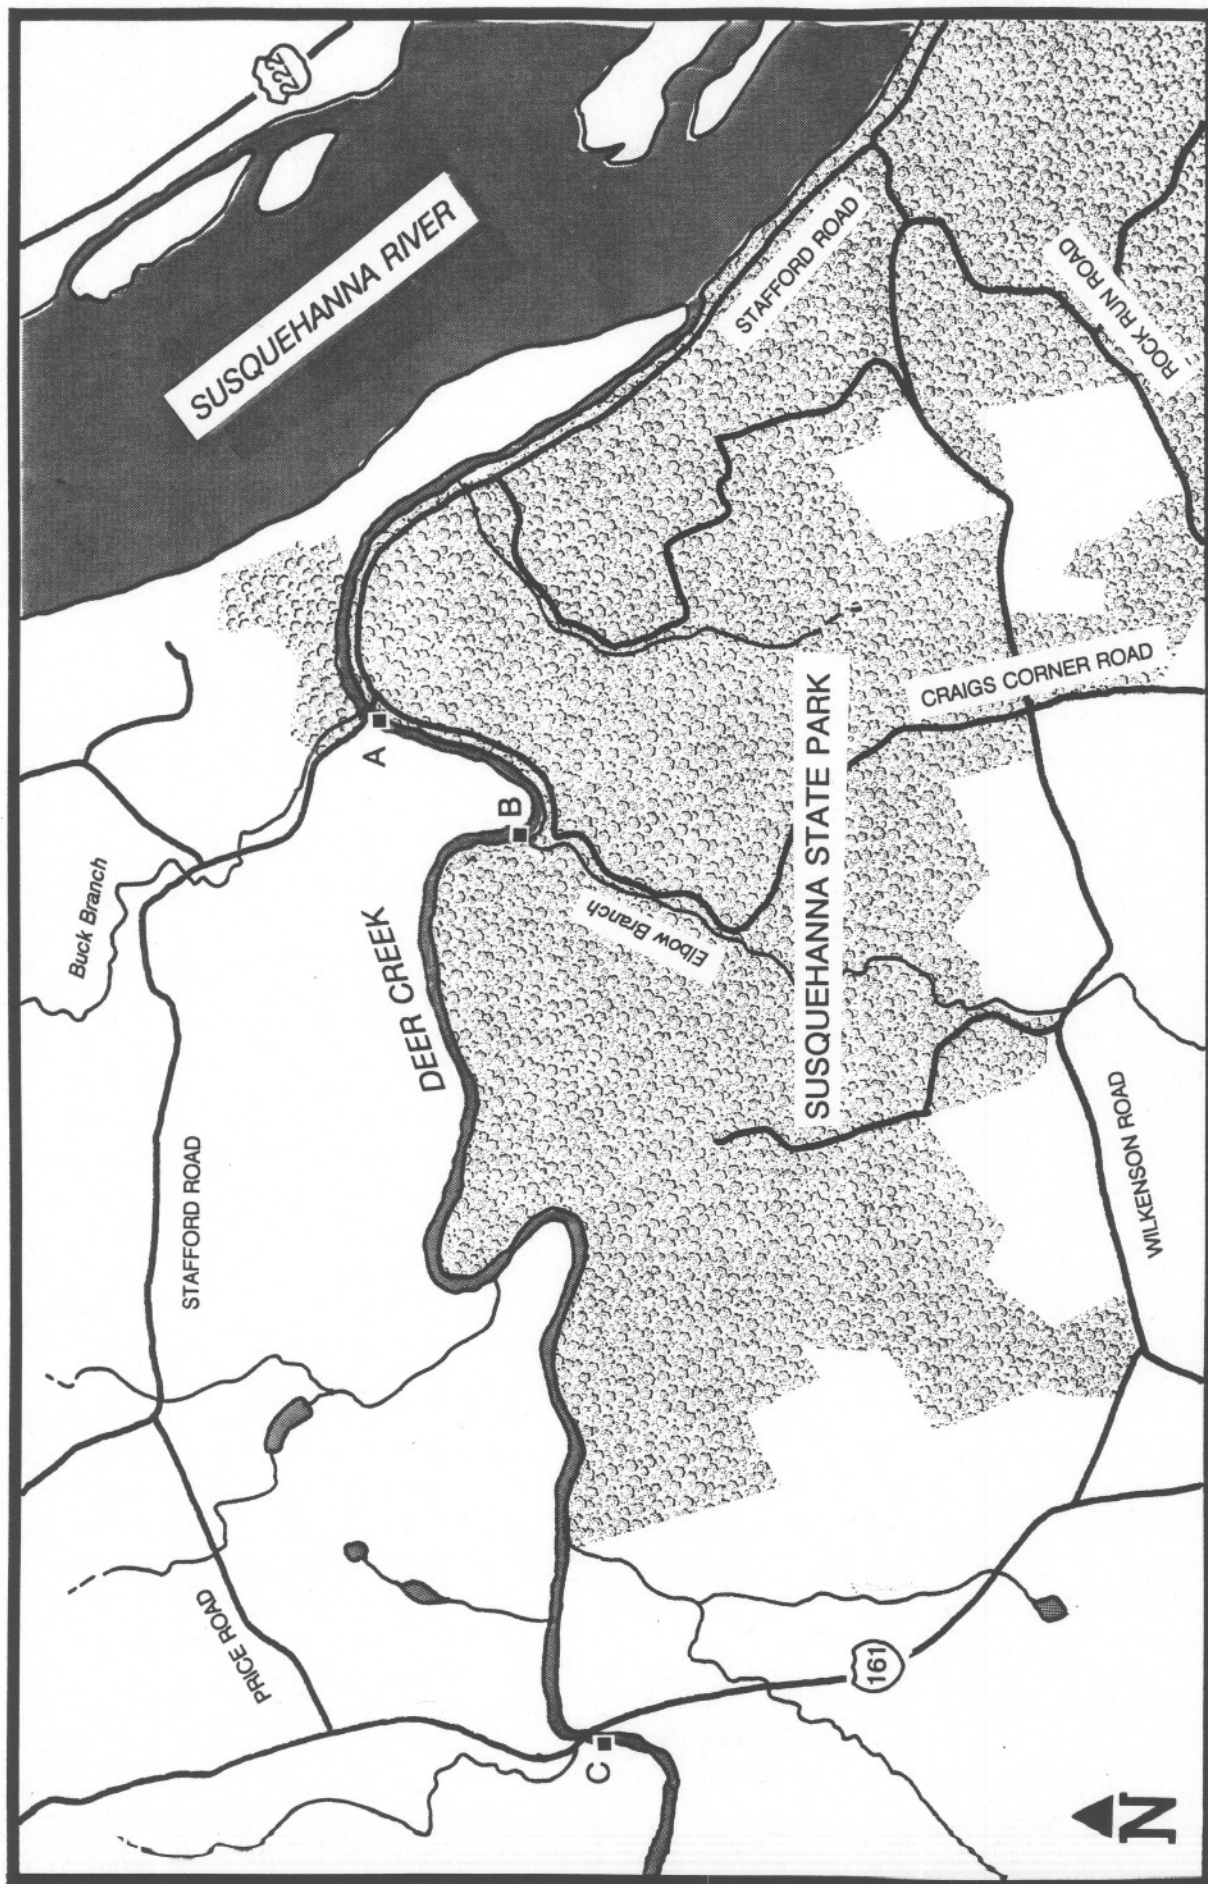 222
SUSQUEHANNA RIVER
STAFFORD ROAD
ROCK RUN ROAD
CRAIGS CORNER ROAD
SUSQUEHANNA STATE PARK
A
B
Buck Branch
Elbow Branch
DEER CREEK
STAFFORD ROAD
WILKENSON ROAD
PRICE ROAD
161
C
N